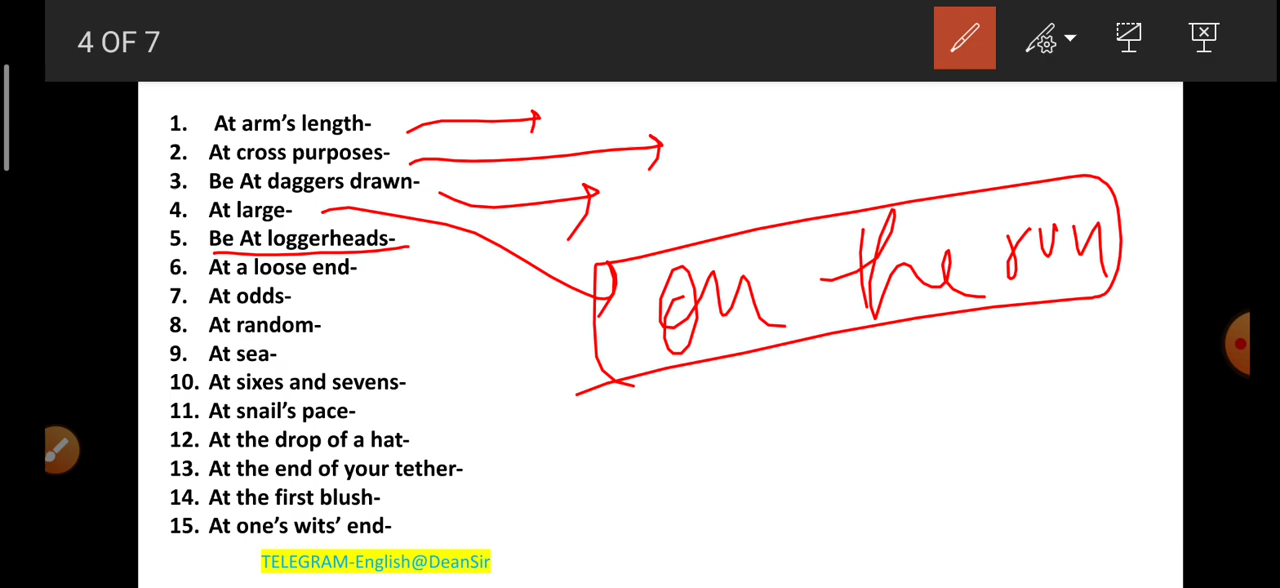 4 OF 7
1. At arm's length-
2. At cross purposes-
3. Be At daggers drawn-
4. At large-
5. Be At loggerheads-
6. At a loose end-
7. At odds-
8. At random-
9. At sea-
10. At sixes and sevens-
11. At snail's pace-
12. At the drop of a hat-
13. At the end of your tether-
14. At the first blush-
15. At one's wits' end-
on the run
TELEGRAM-English@DeanSir